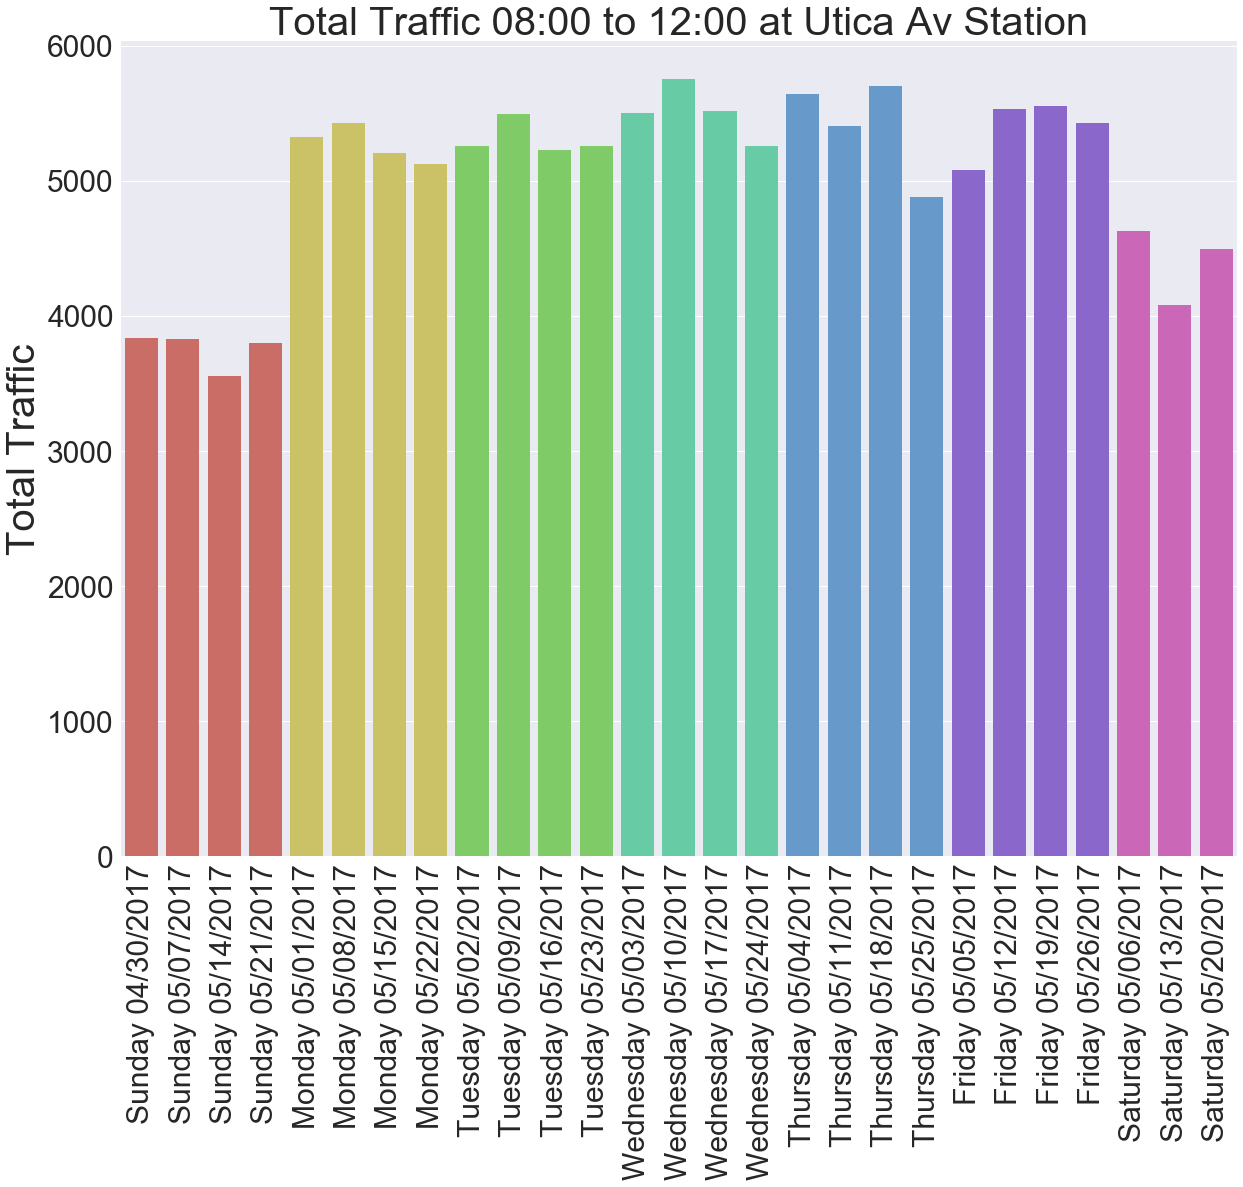 Total Traffic 08:00 to 12:00 at Utica Av Station
Total Traffic
6000
5000
4000
3000
2000
1000
0
Sunday 04/30/2017
Sunday 05/07/2017
Sunday 05/14/2017
Sunday 05/21/2017
Monday 05/01/2017
Monday 05/08/2017
Monday 05/15/2017
Monday 05/22/2017
Tuesday 05/02/2017
Tuesday 05/09/2017
Tuesday 05/16/2017
Tuesday 05/23/2017
Wednesday 05/03/2017
Wednesday 05/10/2017
Wednesday 05/17/2017
Wednesday 05/24/2017
Thursday 05/04/2017
Thursday 05/11/2017
Thursday 05/18/2017
Thursday 05/25/2017
Friday 05/05/2017
Friday 05/12/2017
Friday 05/19/2017
Friday 05/26/2017
Saturday 05/06/2017
Saturday 05/13/2017
Saturday 05/20/2017